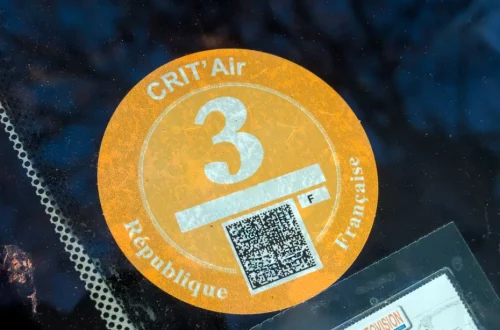 CRIT'Air
3
F
République
Française